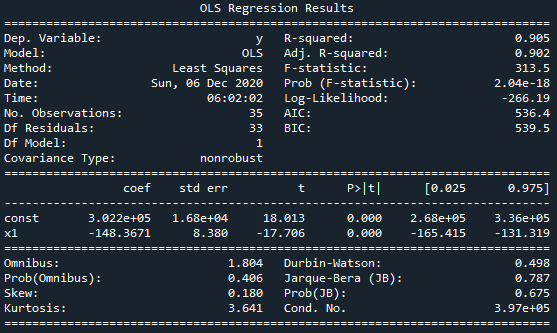 OLS Regression Results
==============================================================================
Dep. Variable: y R-squared: 0.905
Model: OLS Adj. R-squared: 0.902
Method: Least Squares F-statistic: 313.5
Date: Sun, 06 Dec 2020 Prob (F-statistic): 2.04e-18
Time: 06:02:02 Log-Likelihood: -266.19
No. Observations: 35 AIC: 536.4
Df Residuals: 33 BIC: 539.5
Df Model: 1
Covariance Type: nonrobust
==============================================================================
coef std err t P>|t| [0.025 0.975]
------------------------------------------------------------------------------
const 3.022e+05 1.68e+04 18.013 0.000 2.68e+05 3.36e+05
x1 -148.3671 8.380 -17.706 0.000 -165.415 -131.319
==============================================================================
Omnibus: 1.804 Durbin-Watson: 0.498
Prob(Omnibus): 0.406 Jarque-Bera (JB): 0.787
Skew: 0.180 Prob(JB): 0.675
Kurtosis: 3.641 Cond. No. 3.97e+05
==============================================================================